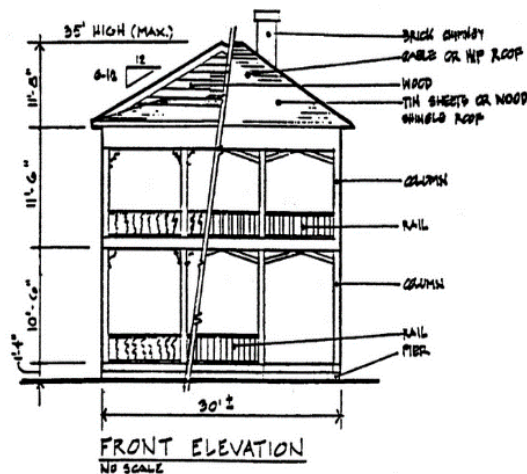 35' HIGH (MAX.)
BRICK CHIMNEY
GABLE OR HIP ROOF
12
8-12
WOOD
TIN SHEETS OR WOOD
SHINGLE ROOF
11'-8"
COLUMN
11'-6"
RAIL
COLUMN
10'-6"
RAIL
PIER
1'-4"
30' ±
FRONT ELEVATION
NO SCALE